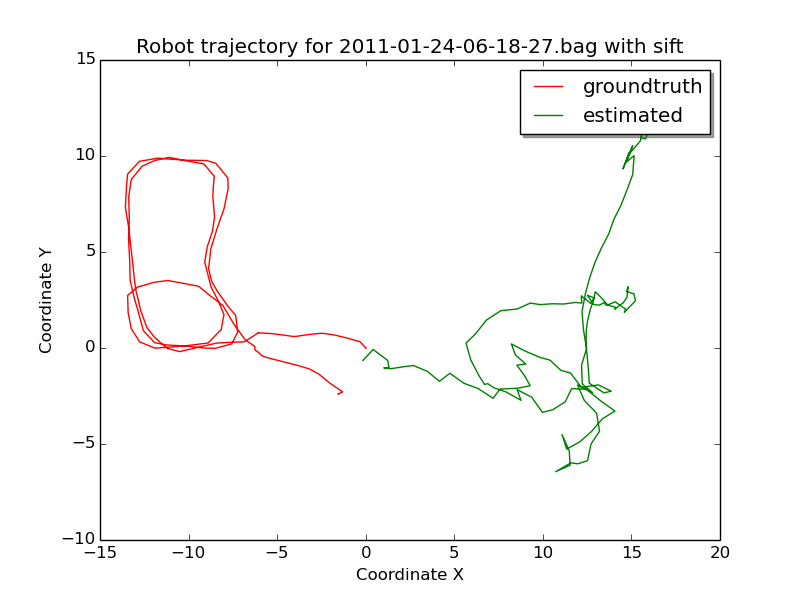 Robot trajectory for 2011-01-24-06-18-27.bag with sift
groundtruth
estimated
15
10
5
0
−5
−10
Coordinate Y
−15
−10
−5
0
5
10
15
20
Coordinate X